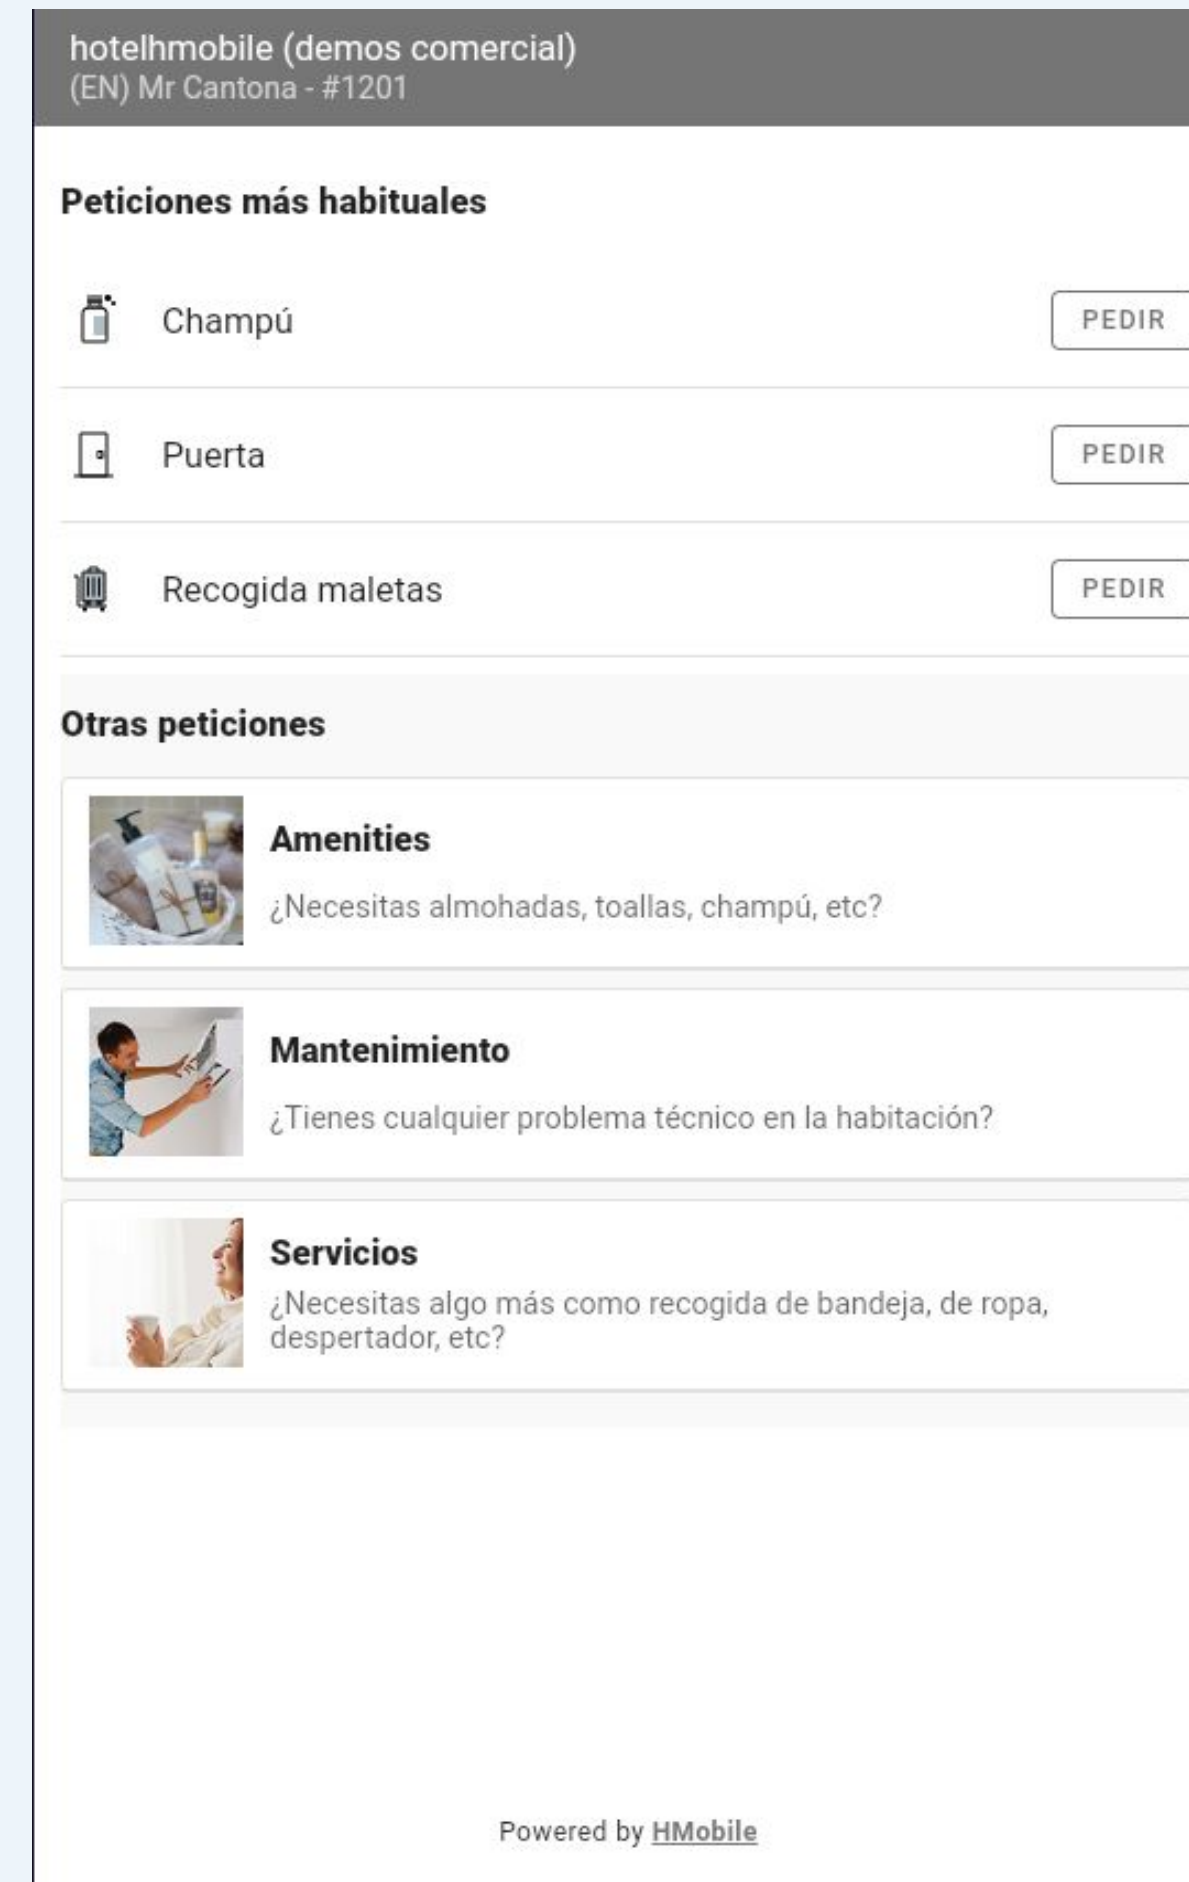 hotelhmobile (demos comercial)
(EN) Mr Cantona - #1201
Peticiones más habituales
Champú
PEDIR
Puerta
PEDIR
Recogida maletas
PEDIR
Otras peticiones
Amenities
¿Necesitas almohadas, toallas, champú, etc?
Mantenimiento
¿Tienes cualquier problema técnico en la habitación?
Servicios
¿Necesitas algo más como recogida de bandeja, de ropa,
despertador, etc?
Powered by HMobile